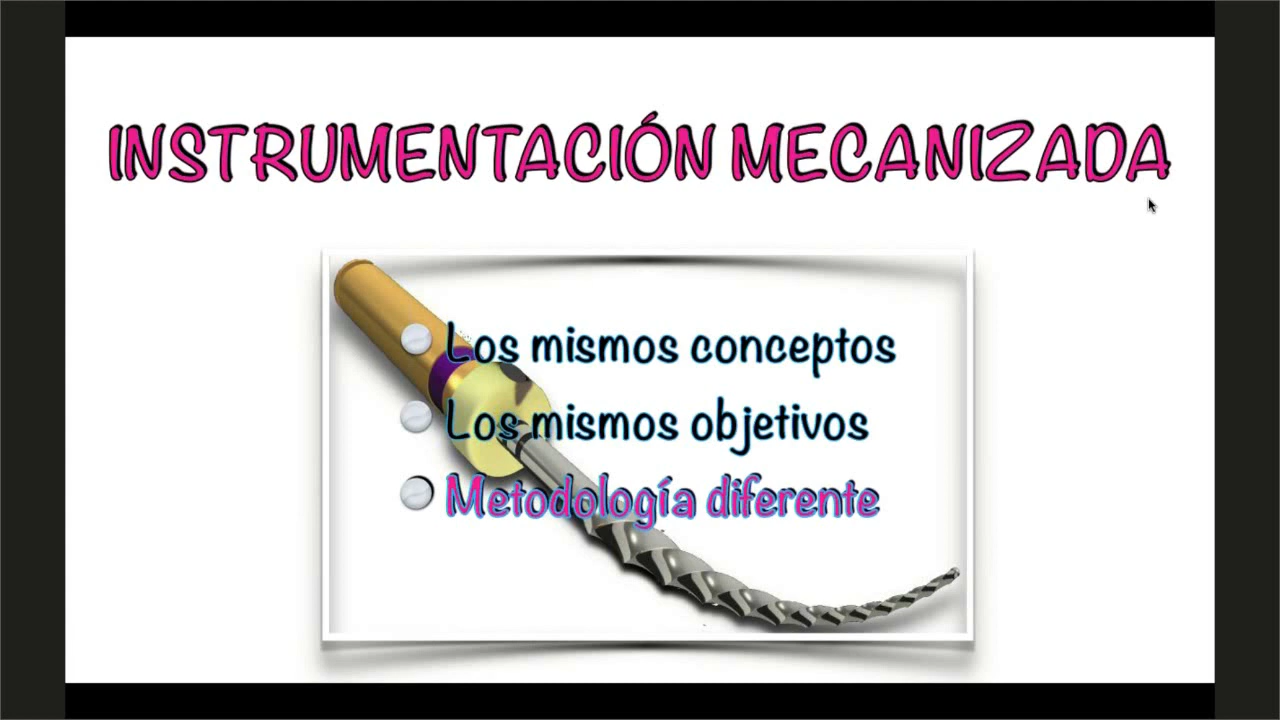 INSTRUMENTACIÓN MECANIZADA
Los mismos conceptos
Los mismos objetivos
Metodología diferente